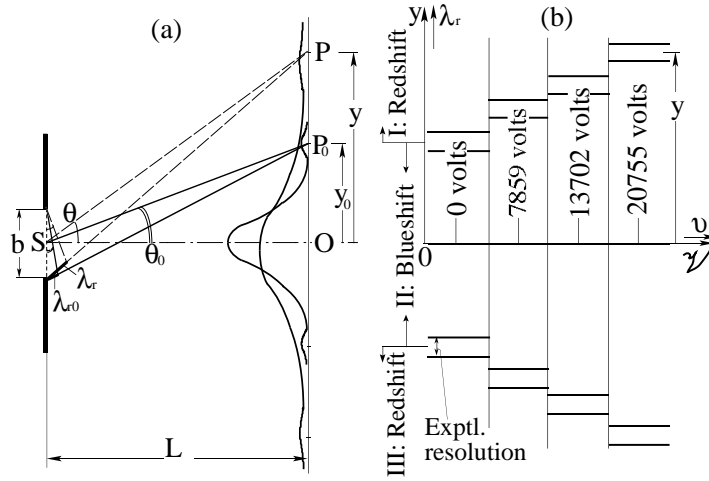 (a)
P
y
P₀
y₀
θ
b
S
O
θ₀
λr
λr0
L
(b)
y
λr
I: Redshift
II: Blueshift
III: Redshift
0 volts
7859 volts
13702 volts
20755 volts
y
0
υ
Exptl.
resolution